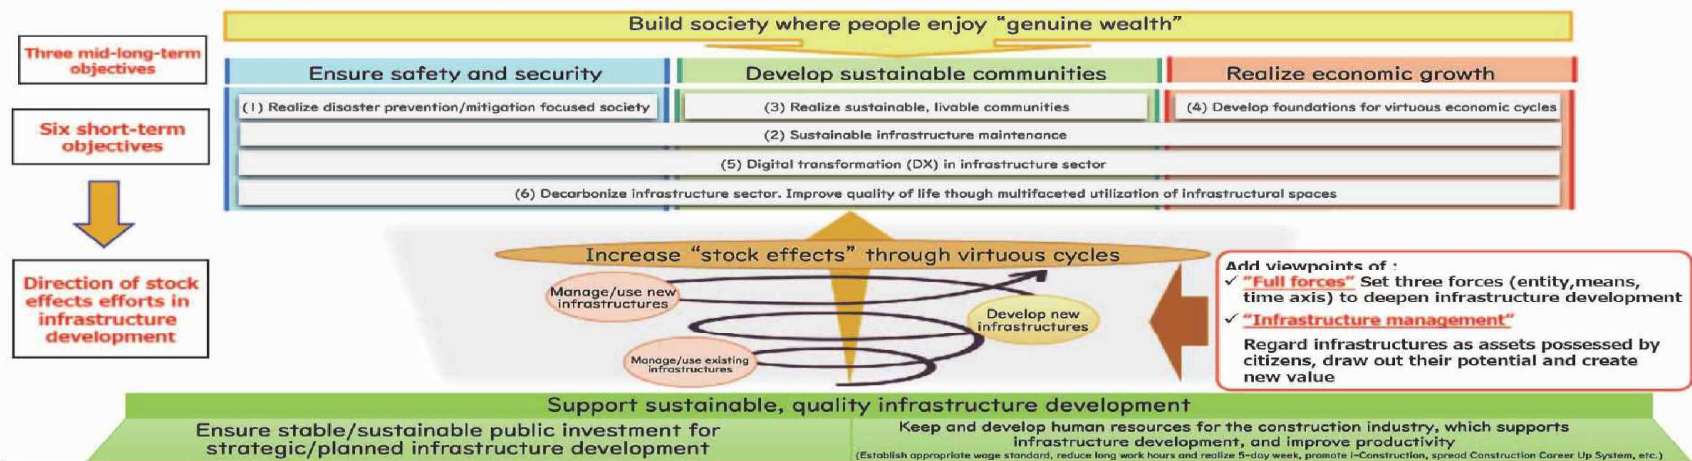 Build society where people enjoy “genuine wealth”
Three mid-long-term
objectives
Ensure safety and security
Develop sustainable communities
Realize economic growth
Six short-term
objectives
(1) Realize disaster prevention/mitigation focused society
(3) Realize sustainable, livable communities
(4) Develop foundations for virtuous economic cycles
(2) Sustainable infrastructure maintenance
(5) Digital transformation (DX) in infrastructure sector
(6) Decarbonize infrastructure sector. Improve quality of life though multifaceted utilization of infrastructural spaces
Direction of stock
effects efforts in
infrastructure
development
Increase “stock effects” through virtuous cycles
Manage/use new
infrastructures
Develop new
infrastructures
Manage/use existing
infrastructures
Add viewpoints of :
✓ "Full forces" Set three forces (entity,means,
time axis) to deepen infrastructure development
✓ "Infrastructure management"
Regard infrastructures as assets possessed by
citizens, draw out their potential and create
new value
Support sustainable, quality infrastructure development
Ensure stable/sustainable public investment for
strategic/planned infrastructure development
Keep and develop human resources for the construction industry, which supports
infrastructure development, and improve productivity
(Establish appropriate wage standard, reduce long work hours and realize 5-day week, promote i-Construction, spread Construction Career Up System, etc.)